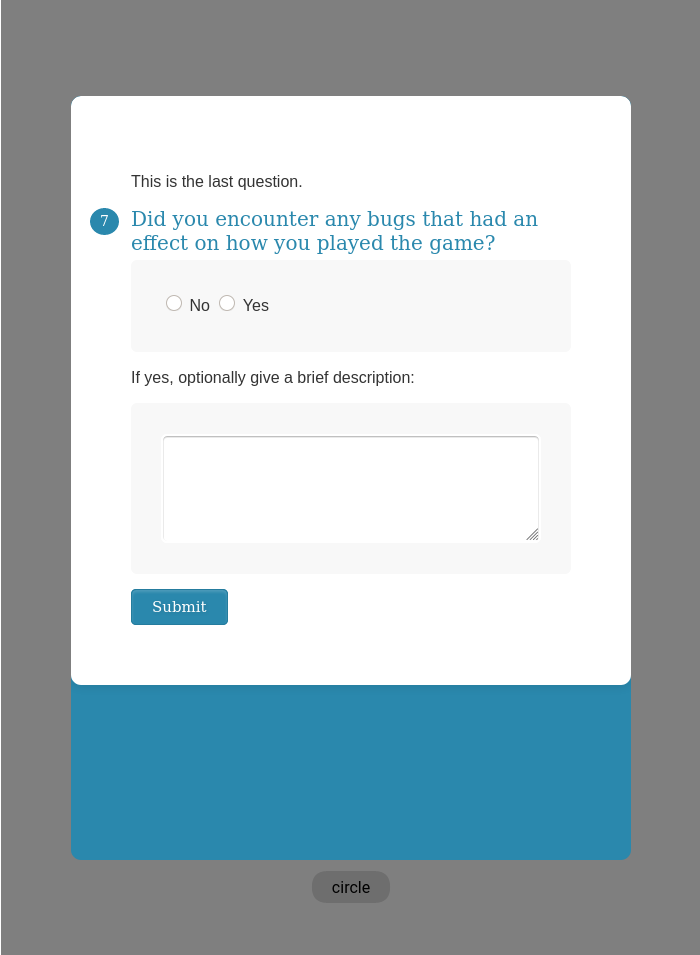 This is the last question.
7
Did you encounter any bugs that had an
effect on how you played the game?
No Yes
If yes, optionally give a brief description:
Submit
circle